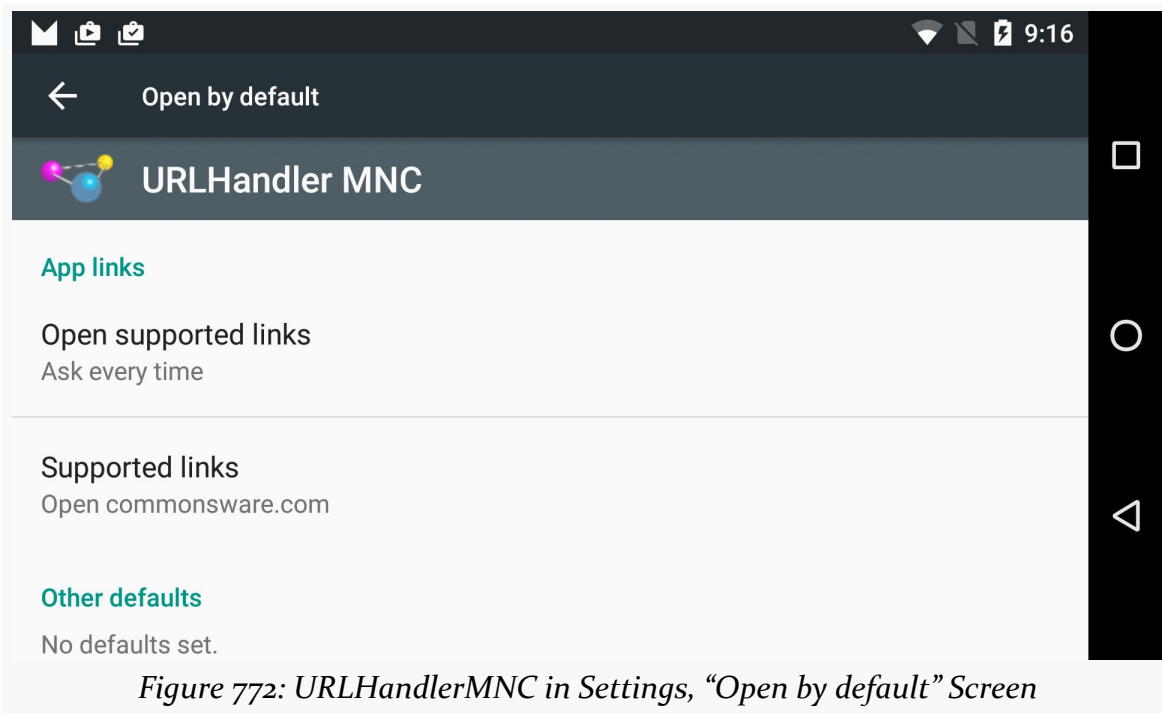 9:16
Open by default
URLHandler MNC
App links
Open supported links
Ask every time
Supported links
Open commonsware.com
Other defaults
No defaults set.
Figure 772: URLHandlerMNC in Settings, “Open by default” Screen